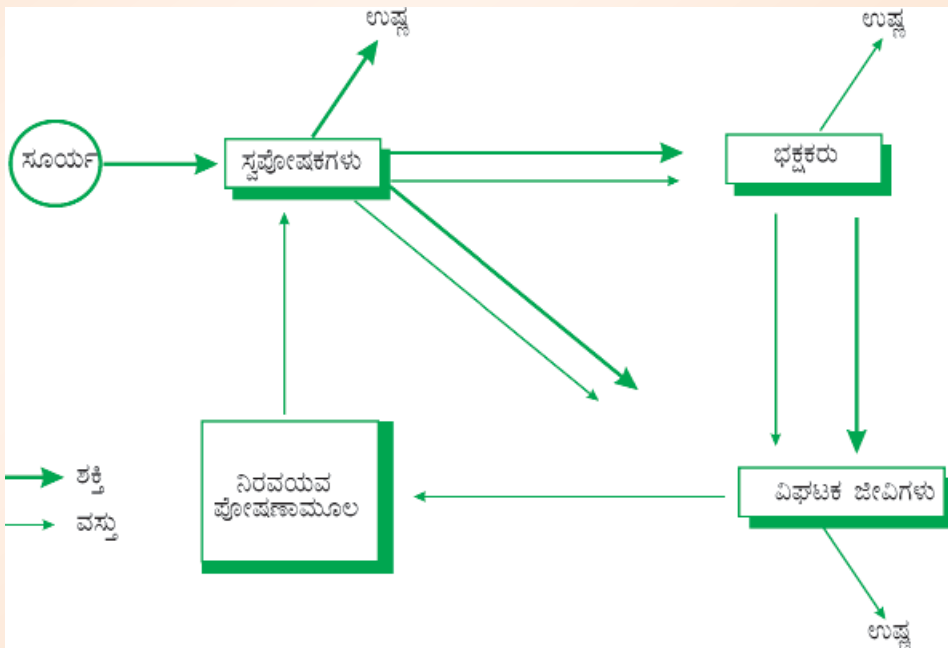 ಉಷ್ಣ
ಉಷ್ಣ
ಸೂರ್ಯ
ಸ್ವಪೋಷಕಗಳು
ಭಕ್ಷಕರು
ನಿರವಯವ
ಪೋಷಣಾಮೂಲ
ಶಕ್ತಿ
ವಸ್ತು
ವಿಘಟಕ ಜೀವಿಗಳು
ಉಷ್ಣ